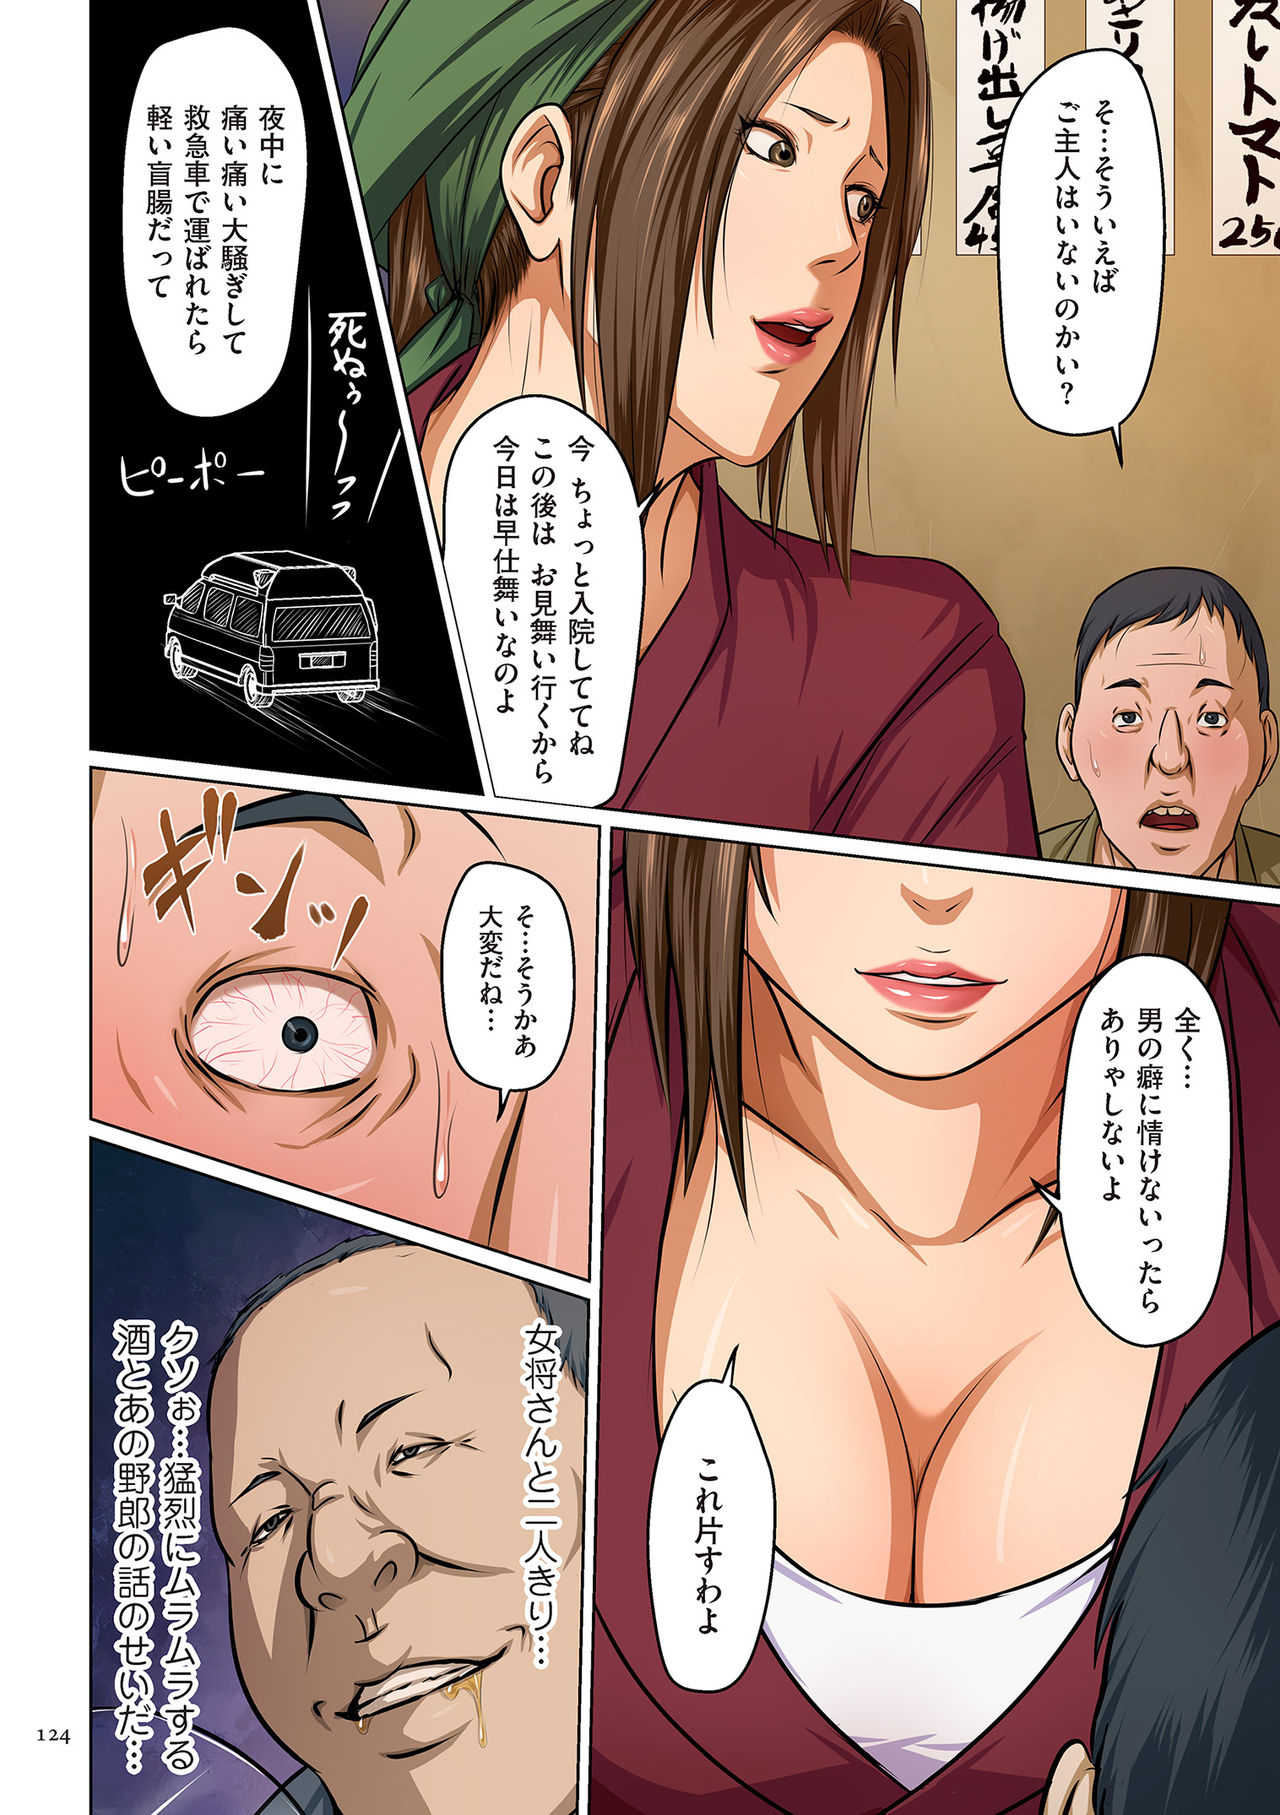 そ…そういえば
ご主人はいないのかい?
トマト
揚げ出し
今 ちょっと入院しててね
この後は お見舞い行くから
今日は早仕舞いなのよ
夜中に
痛い痛い大騒ぎして
救急車で運ばれたら
軽い盲腸だって
死ぬぅ〜〜フフ
ピーポー
全く…
男の癖に情けないったら
ありゃしないよ
これ片すわよ
そ…そうかあ
大変だね…
ギンッ
女将さんと二人きり…
クソぉ…猛烈にムラムラする
酒とあの野郎の話のせいだ…
124